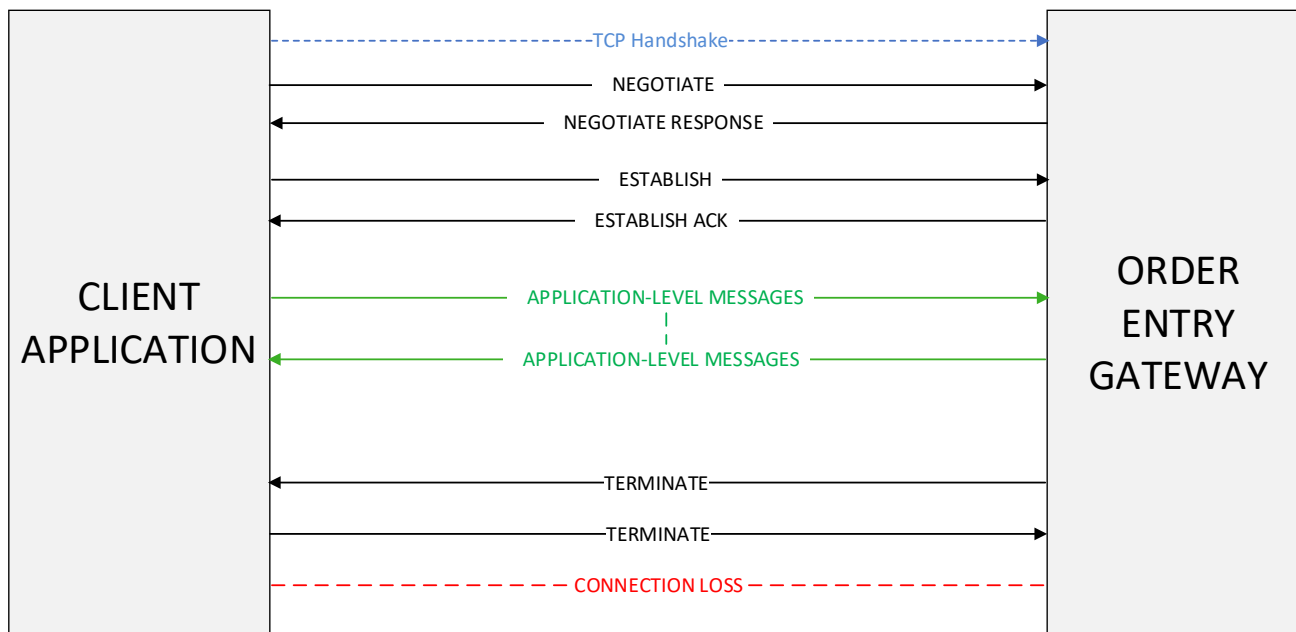 TCP Handshake
NEGOTIATE
NEGOTIATE RESPONSE
ESTABLISH
ESTABLISH ACK
CLIENT
APPLICATION
APPLICATION-LEVEL MESSAGES
APPLICATION-LEVEL MESSAGES
ORDER
ENTRY
GATEWAY
TERMINATE
TERMINATE
CONNECTION LOSS